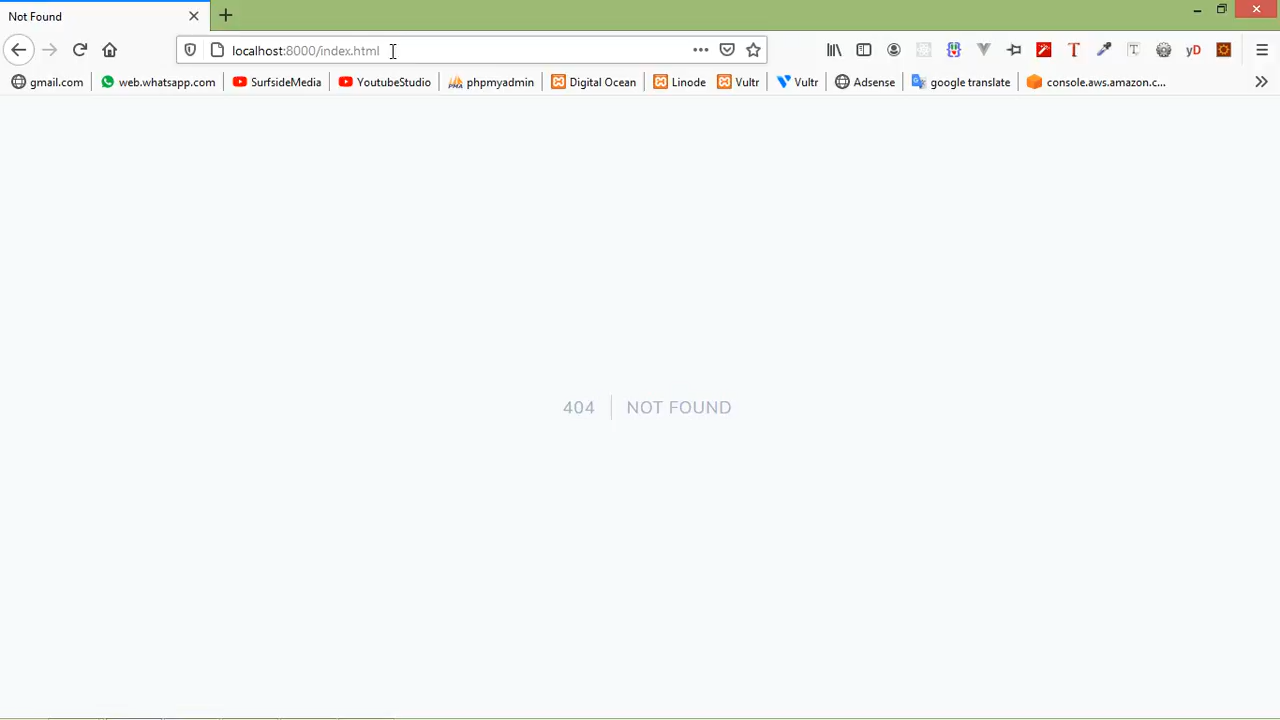 Not Found
localhost:8000/index.html
gmail.com web.whatsapp.com SurfsideMedia YoutubeStudio phpmyadmin Digital Ocean Linode Vultr Vultr Adsense google translate console.aws.amazon.c...
404 NOT FOUND